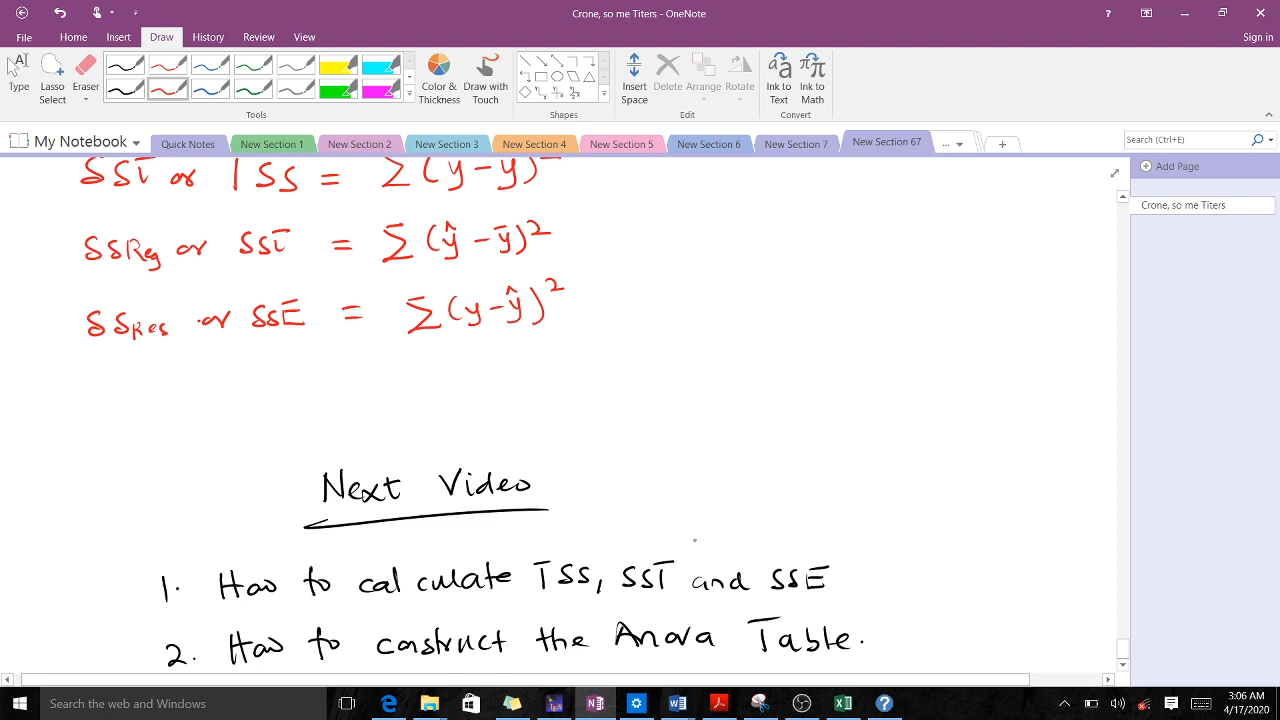 Crone, so me Titers - OneNote
Sign in
File Home Insert Draw History Review View
Type Lasso Select Eraser Color & Thickness Draw with Touch Insert Space Delete Arrange Rotate Ink to Text Ink to Math
Tools Shapes Edit Convert
My Notebook Quick Notes New Section 1 New Section 2 New Section 3 New Section 4 New Section 5 New Section 6 New Section 7 New Section 67 ... Search (Ctrl+E)
Add Page
Crone, so me Titers
SST or TSS = Σ(y-ȳ)²
SSReg or SST = Σ(ŷ-ȳ)²
SSRes or SSE = Σ(y-ŷ)²
Next Video
1. How to calculate TSS, SST and SSE
2. How to construct the Anova Table.
Search the web and Windows
3:06 AM
4/17/2020